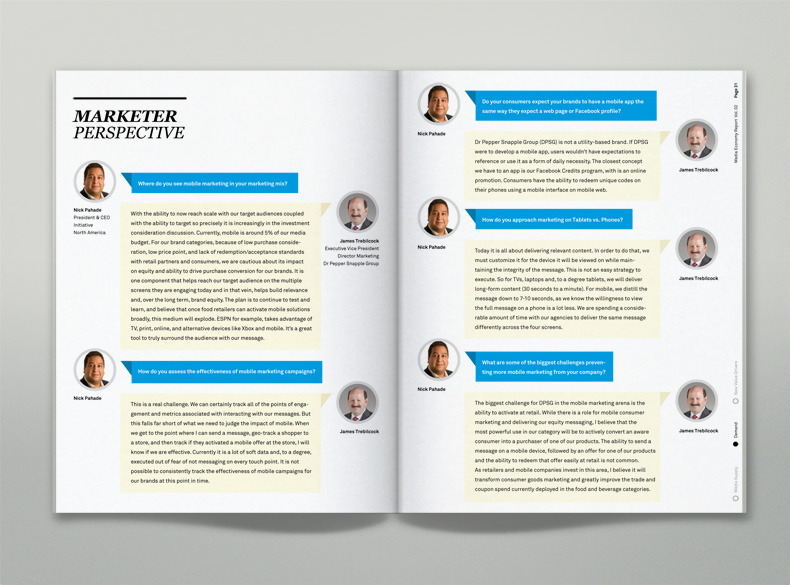 MARKETER
PERSPECTIVE
Nick Pahade
President & CEO
Initiative
North America
Where do you see mobile marketing in your marketing mix?
James Trebilcock
Executive Vice President
Director Marketing
Dr Pepper Snapple Group
With the ability to now reach scale with our target audiences coupled
with the ability to target so precisely it is increasingly in the investment
consideration discussion. Currently, mobile is around 5% of our media
budget. For our brand categories, because of low purchase conside-
ration, low price point, and lack of redemption/acceptance standards
with retail partners and consumers, we are cautious about its impact
on equity and ability to drive purchase conversion for our brands. It is
one component that helps reach our target audience on the multiple
screens they are engaging today and in that vein, helps build relevance
and, over the long term, brand equity. The plan is to continue to test and
learn, and believe that once food retailers can activate mobile solutions
broadly, this medium will explode. ESPN for example, takes advantage of
TV, print, online, and alternative devices like Xbox and mobile. It's a great
tool to truly surround the audience with our message.
Nick Pahade
How do you assess the effectiveness of mobile marketing campaigns?
James Trebilcock
This is a real challenge. We can certainly track all of the points of enga-
gement and metrics associated with interacting with our messages. But
this falls far short of what we need to judge the impact of mobile. When
we get to the point where I can send a message, geo-track a shopper to
a store, and then track if they activated a mobile offer at the store, I will
know if we are effective. Currently it is a lot of soft data and, to a degree,
executed out of fear of not messaging on every touch point. It is not
possible to consistently track the effectiveness of mobile campaigns for
our brands at this point in time.
Nick Pahade
Do your consumers expect your brands to have a mobile app the
same way they expect a web page or Facebook profile?
James Trebilcock
Dr Pepper Snapple Group (DPSG) is not a utility-based brand. If DPSG
were to develop a mobile app, users wouldn't have expectations to
reference or use it as a form of daily necessity. The closest concept
we have to an app is our Facebook Credits program, with is an online
promotion. Consumers have the ability to redeem unique codes on
their phones using a mobile interface on mobile web.
Nick Pahade
How do you approach marketing on Tablets vs. Phones?
James Trebilcock
Today it is all about delivering relevant content. In order to do that, we
must customize it for the device it will be viewed on while main-
taining the integrity of the message. This is not an easy strategy to
execute. So for TVs, laptops and, to a degree tablets, we will deliver
long-form content (30 seconds to a minute). For mobile, we distill the
message down to 7-10 seconds, as we know the willingness to view
the full message on a phone is a lot less. We are spending a conside-
rable amount of time with our agencies to deliver the same message
differently across the four screens.
Nick Pahade
What are some of the biggest challenges preven-
ting more mobile marketing from your company?
James Trebilcock
The biggest challenge for DPSG in the mobile marketing arena is the
ability to activate at retail. While there is a role for mobile consumer
marketing and delivering our equity messaging, I believe that the
most powerful use in our category will be to actively convert an aware
consumer into a purchaser of one of our products. The ability to send a
message on a mobile device, followed by an offer for one of our products
and the ability to redeem that offer easily at retail is not common.
As retailers and mobile companies invest in this area, I believe it will
transform consumer goods marketing and greatly improve the trade and
coupon spend currently deployed in the food and beverage categories.
Media Economy Report Vol. 02 Page 21
New Value Drivers
Demand
Media Supply